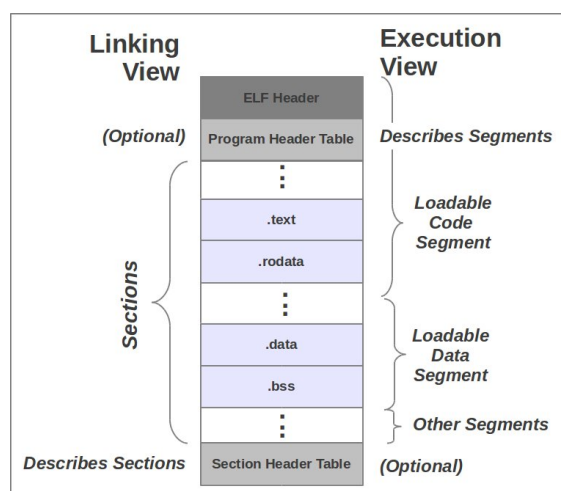 Linking
View
Execution
View
ELF Header
(Optional)
Program Header Table
Describes Segments
.text
.rodata
Loadable
Code
Segment
Sections
.data
.bss
Loadable
Data
Segment
Other Segments
Describes Sections
Section Header Table
(Optional)